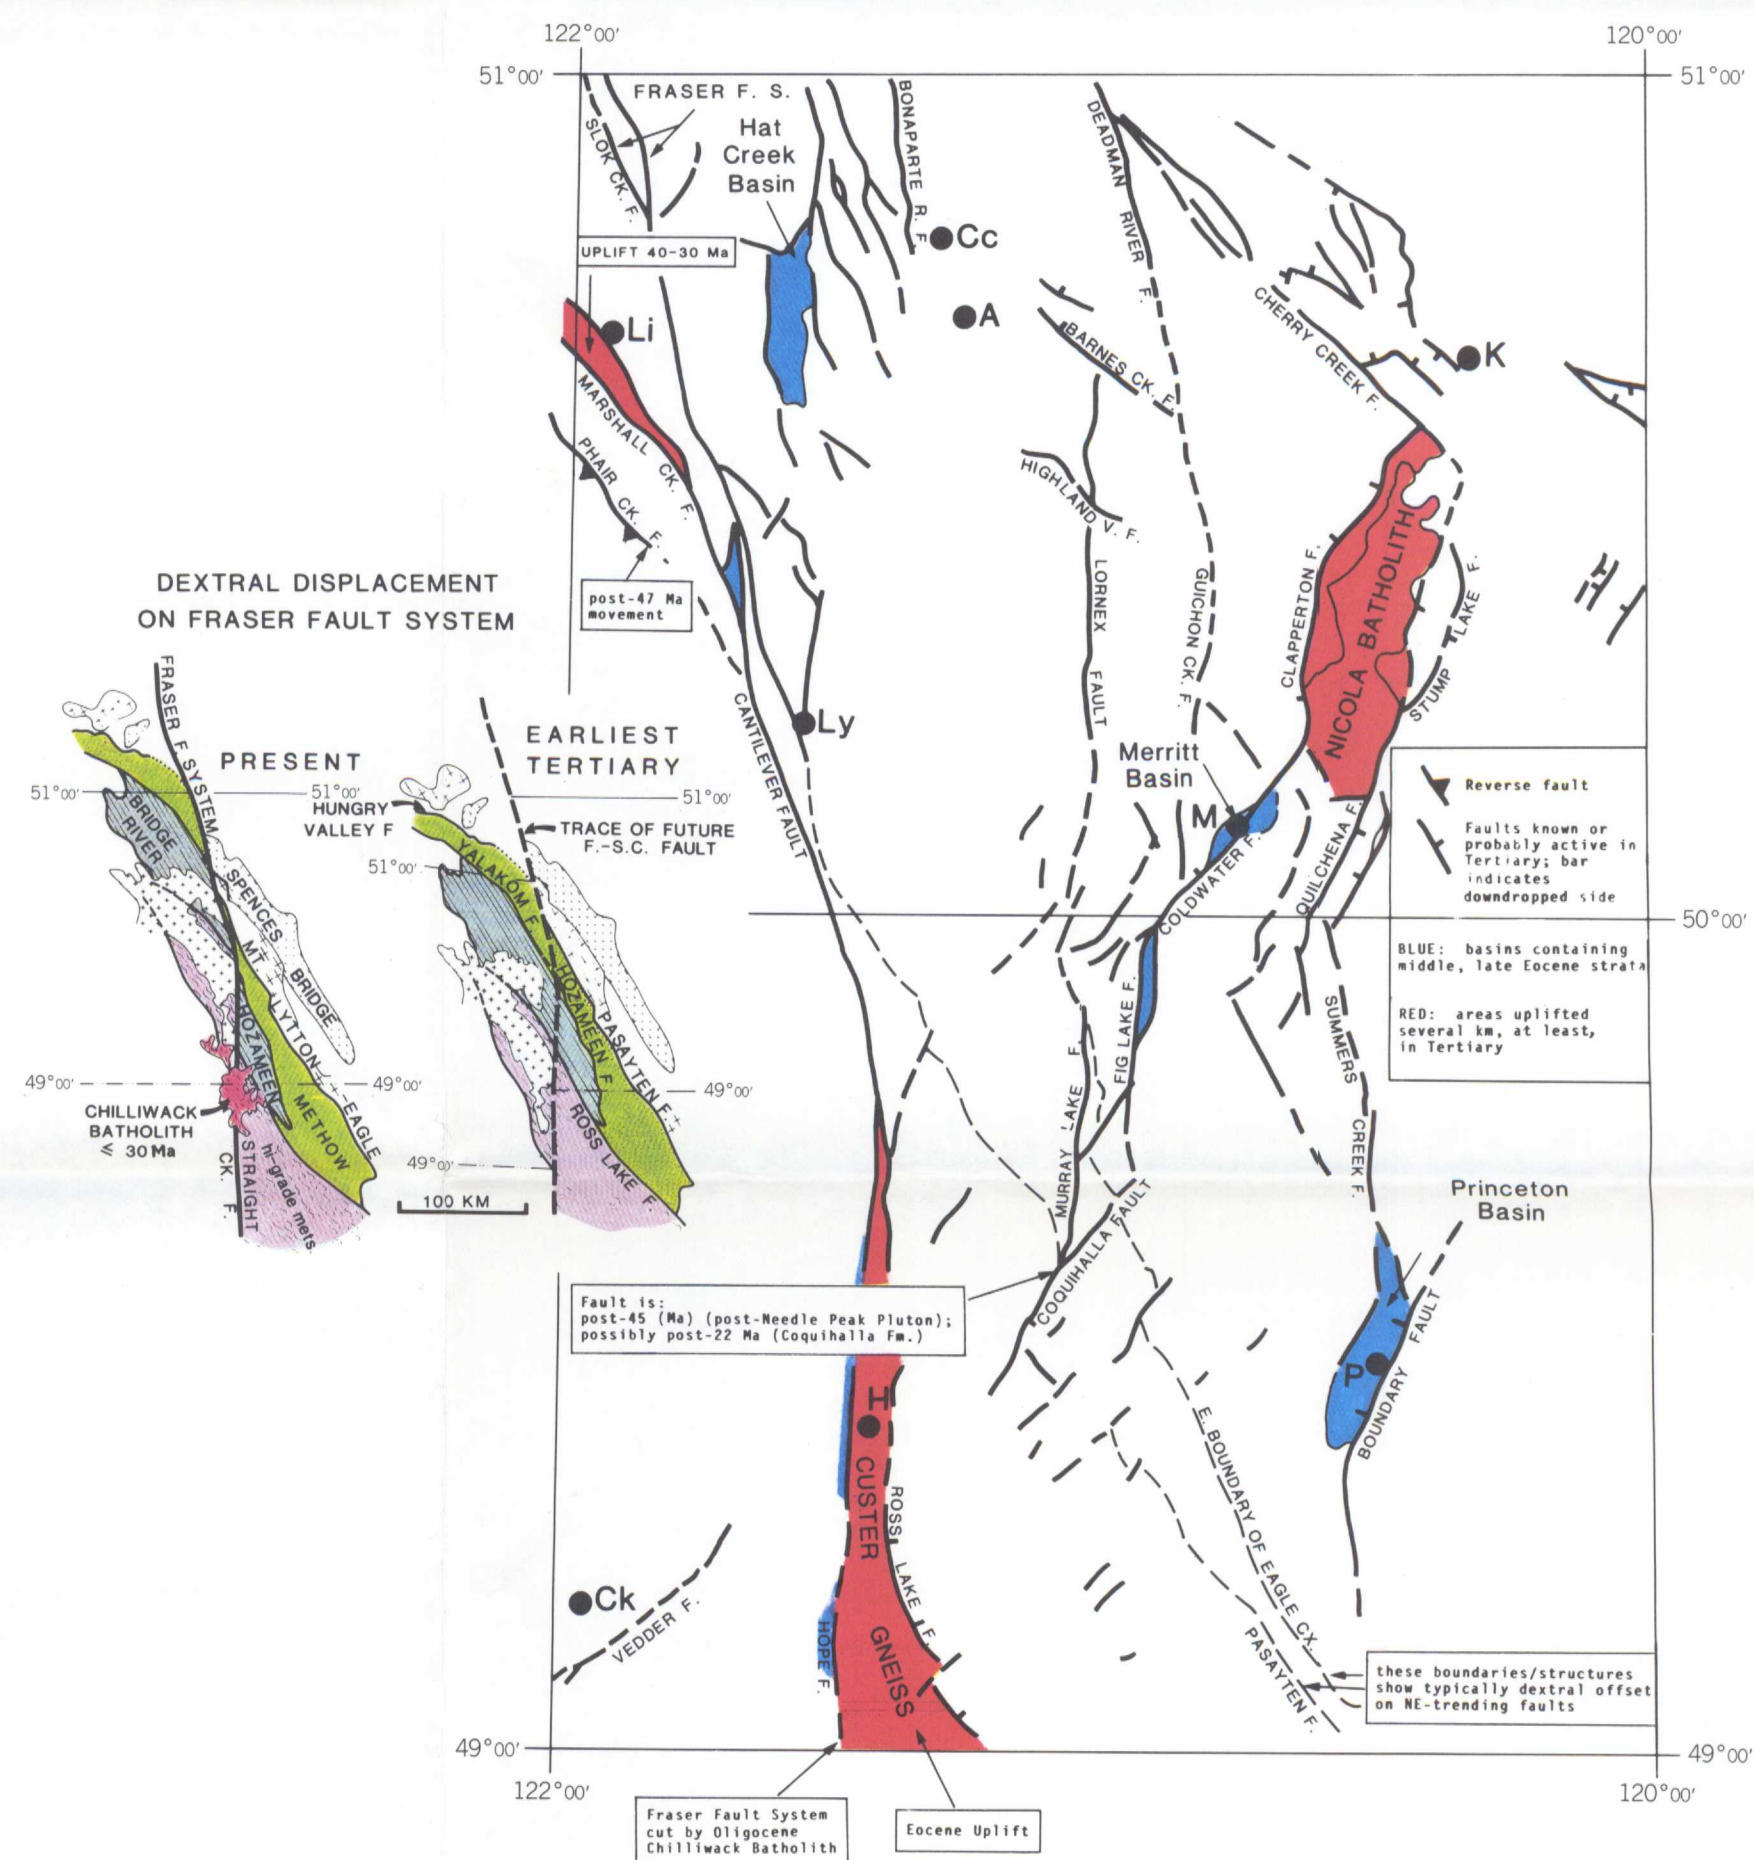 122°00'
120°00'
51°00'
51°00'
FRASER F. S.
SLOK CK. F.
Hat
Creek
Basin
BONAPARTE R. F
DEADMAN RIVER F.
Cc
UPLIFT 40-30 Ma
A
Li
BARNES CK. F.
CHERRY CREEK F.
K
MARSHALL CK. F.
PHAIR CK. F.
HIGHLAND V. F.
post-47 Ma
movement
LORNEX FAULT
GUICHON CK. F.
CLAPPERTON F.
NICOLA BATHOLITH
STUMP LAKE F.
CANTILEVER FAULT
Ly
Merritt
Basin
M
COLDWATER F.
QUILCHENA F.
Reverse fault
Faults known or
probably active in
Tertiary; bar
indicates
downdropped side
50°00'
BLUE: basins containing
middle, late Eocene strata
RED: areas uplifted
several km, at least,
in Tertiary
FIG LAKE F.
SUMMERS CREEK F.
MURRAY LAKE F.
COQUIHALLA FAULT
Princeton
Basin
P
BOUNDARY FAULT
Fault is:
post-45 (Ma) (post-Needle Peak Pluton);
possibly post-22 Ma (Coquihalla Fm.)
H
CUSTER
GNEISS
ROSS LAKE F.
HOPE F.
E. BOUNDARY OF EAGLE CX.
PASAYTEN F.
Ck
VEDDER F.
these boundaries/structures
show typically dextral offset
on NE-trending faults
49°00'
49°00'
122°00'
120°00'
Fraser Fault System
cut by Oligocene
Chilliwack Batholith
Eocene Uplift
DEXTRAL DISPLACEMENT
ON FRASER FAULT SYSTEM
FRASER F. SYSTEM
PRESENT
51°00'
51°00'
BRIDGE
RIVER
SPENCES BRIDGE
MT LYTTON
EAGLE
HOZAMEEN
METHOW
49°00'
49°00'
CHILLIWACK
BATHOLITH
≤ 30 Ma
STRAIGHT
CK. F.
hi-grade mets.
100 KM
EARLIEST
TERTIARY
HUNGRY
VALLEY F
51°00'
51°00'
TRACE OF FUTURE
F.-S.C. FAULT
YALAKOM F.
HOZAMEEN F
PASAYTEN F.
ROSS LAKE F.
49°00'
49°00'